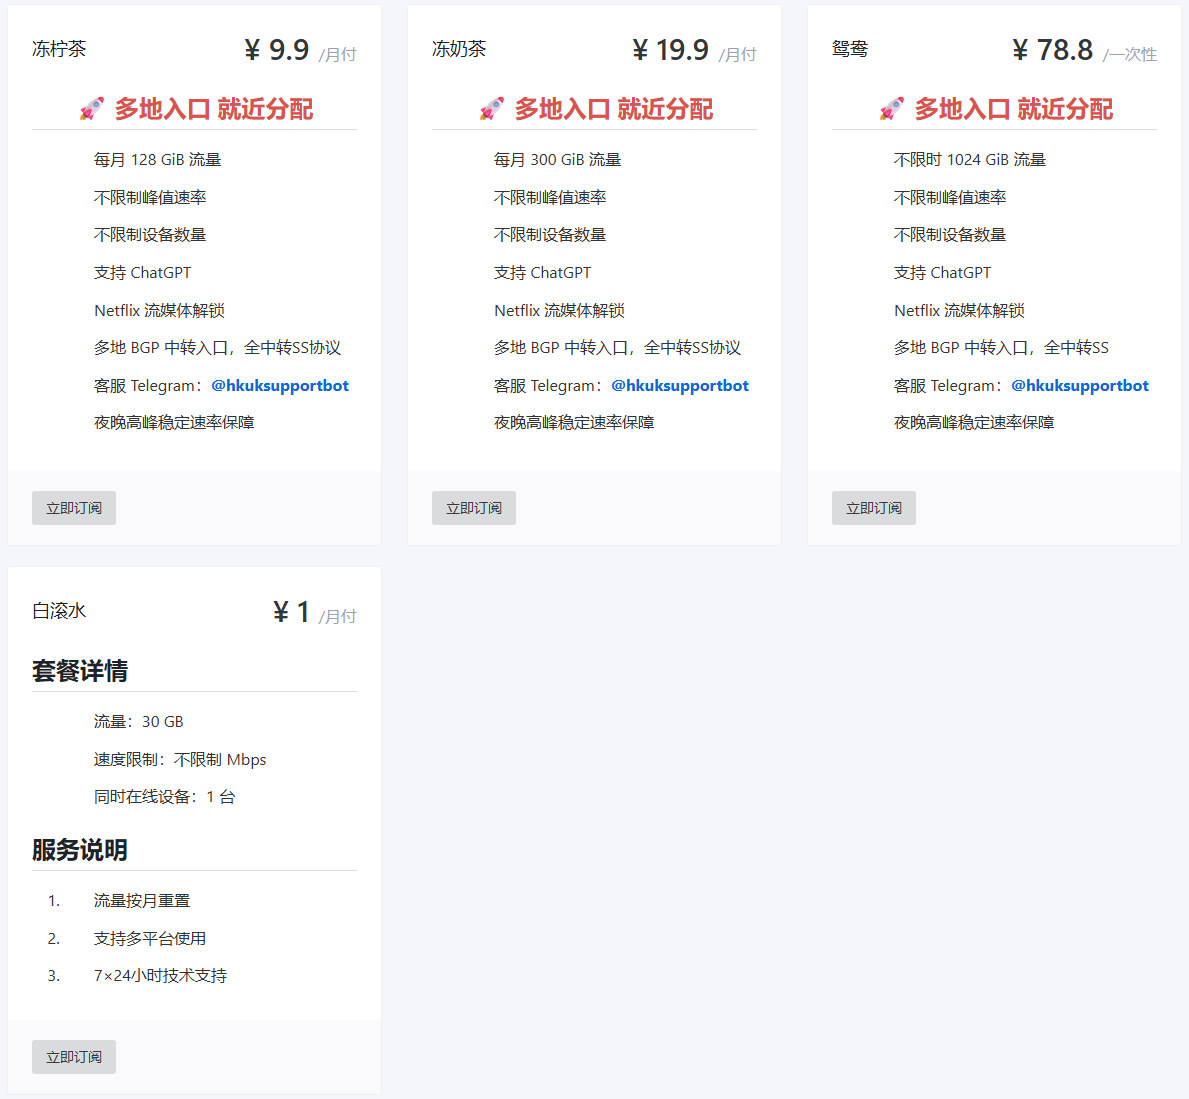 冻柠茶
¥ 9.9 /月付
🚀 多地入口 就近分配
每月 128 GiB 流量
不限制峰值速率
不限制设备数量
支持 ChatGPT
Netflix 流媒体解锁
多地 BGP 中转入口，全中转SS协议
客服 Telegram：@hkuksupportbot
夜晚高峰稳定速率保障
立即订阅
冻奶茶
¥ 19.9 /月付
🚀 多地入口 就近分配
每月 300 GiB 流量
不限制峰值速率
不限制设备数量
支持 ChatGPT
Netflix 流媒体解锁
多地 BGP 中转入口，全中转SS协议
客服 Telegram：@hkuksupportbot
夜晚高峰稳定速率保障
立即订阅
鸳鸯
¥ 78.8 /一次性
🚀 多地入口 就近分配
不限时 1024 GiB 流量
不限制峰值速率
不限制设备数量
支持 ChatGPT
Netflix 流媒体解锁
多地 BGP 中转入口，全中转SS
客服 Telegram：@hkuksupportbot
夜晚高峰稳定速率保障
立即订阅
白滚水
¥ 1 /月付
套餐详情
流量：30 GB
速度限制：不限制 Mbps
同时在线设备：1 台
服务说明
1. 流量按月重置
2. 支持多平台使用
3. 7×24小时技术支持
立即订阅